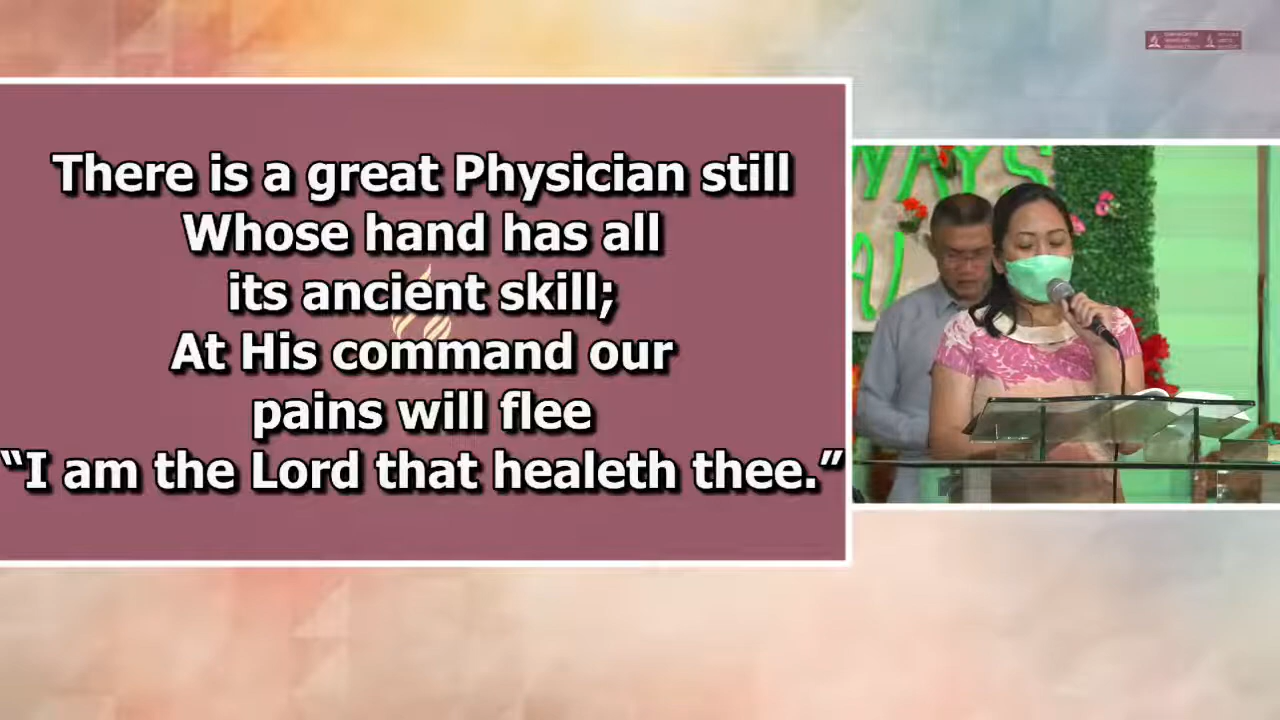 There is a great Physician still
Whose hand has all
its ancient skill;
At His command our
pains will flee
“I am the Lord that healeth thee.”
WAYS